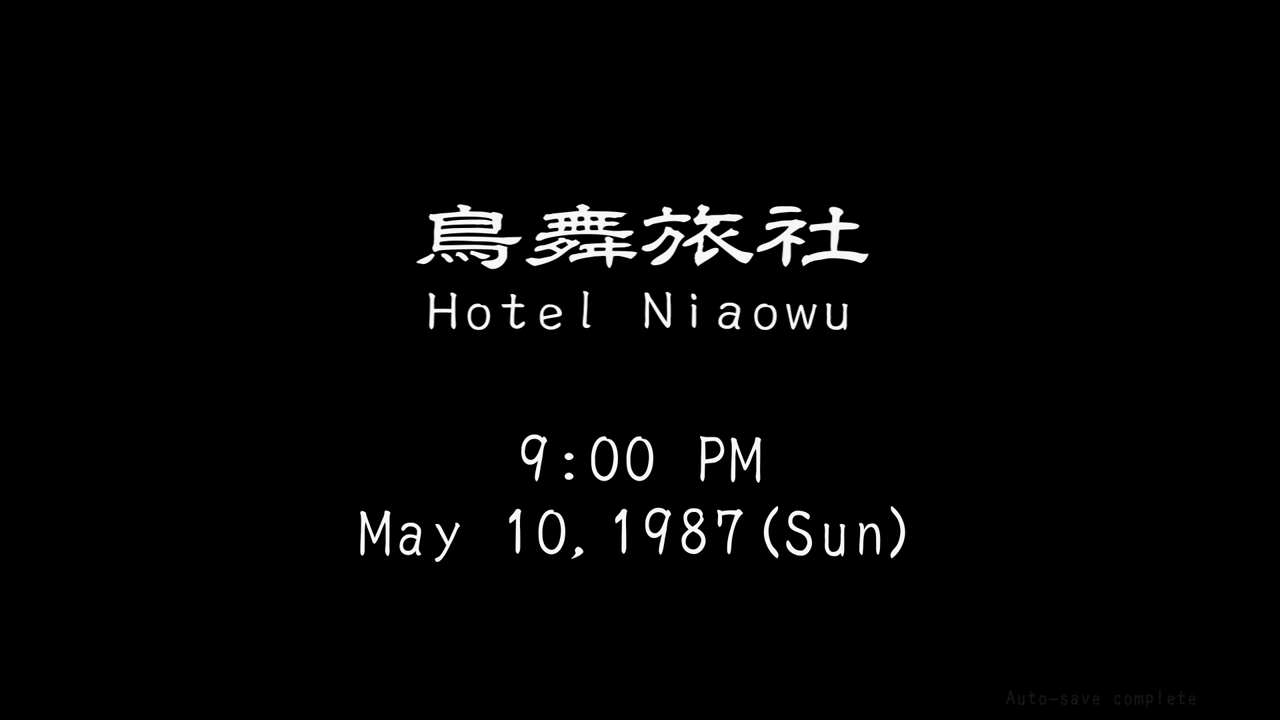 鳥舞旅社
Hotel Niaowu
9:00 PM
May 10,1987(Sun)
Auto-save complete